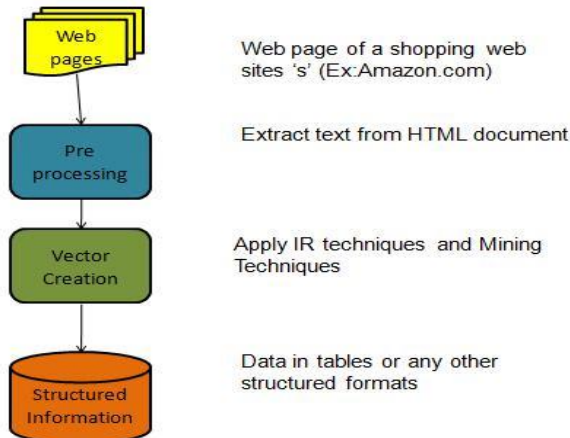 Web
pages
Web page of a shopping web
sites 's' (Ex:Amazon.com)
Pre
processing
Extract text from HTML document
Vector
Creation
Apply IR techniques and Mining
Techniques
Structured
Information
Data in tables or any other
structured formats